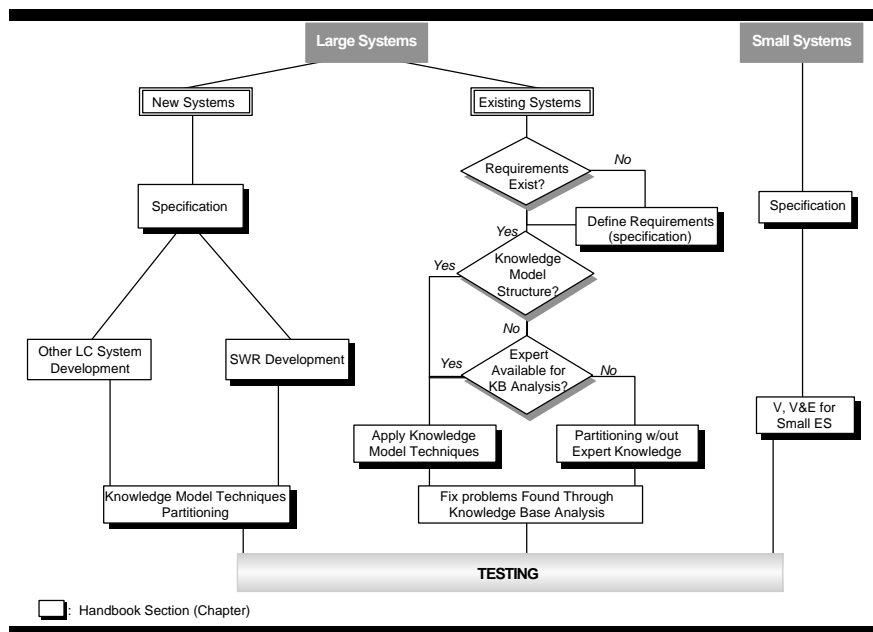 Large Systems
Small Systems
New Systems
Existing Systems
Requirements
Exist?
No
Specification
Define Requirements
(specification)
Specification
Yes
Knowledge
Model
Structure?
Yes
No
Other LC System
Development
SWR Development
Expert
Available for
KB Analysis?
Yes
No
V, V&E for
Small ES
Apply Knowledge
Model Techniques
Partitioning w/out
Expert Knowledge
Knowledge Model Techniques
Partitioning
Fix problems Found Through
Knowledge Base Analysis
TESTING
: Handbook Section (Chapter)